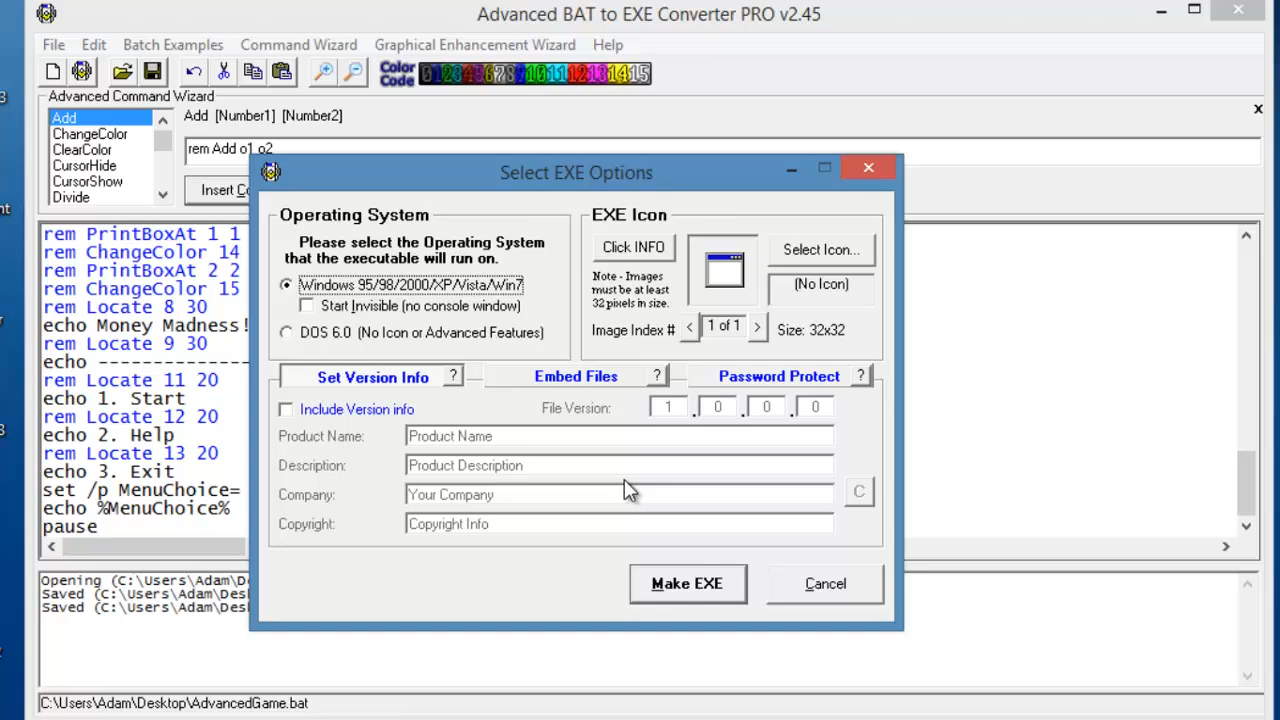 Advanced BAT to EXE Converter PRO v2.45
File Edit Batch Examples Command Wizard Graphical Enhancement Wizard Help
Color
Code 0 1 2 3 4 5 6 7 8 9 10 11 12 13 14 15
Advanced Command Wizard
x
Add
ChangeColor
ClearColor
CursorHide
CursorShow
Divide
Add [Number1] [Number2]
rem Add o1 o2
Insert
rem PrintBoxAt 1 1
rem ChangeColor 14
rem PrintBoxAt 2 2
rem ChangeColor 15
rem Locate 8 30
echo Money Madness!
rem Locate 9 30
echo ---------------
rem Locate 11 20
echo 1. Start
rem Locate 12 20
echo 2. Help
rem Locate 13 20
echo 3. Exit
set /p MenuChoice=
echo %MenuChoice%
pause
Select EXE Options
Operating System
Please select the Operating System
that the executable will run on.
Windows 95/98/2000/XP/Vista/Win7
Start Invisible (no console window)
DOS 6.0 (No Icon or Advanced Features)
EXE Icon
Click INFO
Note - Images
must be at least
32 pixels in size.
Select Icon...
(No Icon)
Image Index # < 1 of 1 > Size: 32x32
Set Version Info ? Embed Files ? Password Protect ?
Include Version info File Version: 1 . 0 . 0 . 0
Product Name: Product Name
Description: Product Description
Company: Your Company C
Copyright: Copyright Info
Make EXE Cancel
Opening (C:\Users\Adam\
Saved (C:\Users\Adam\
Saved (C:\Users\Adam\
C:\Users\Adam\Desktop\AdvancedGame.bat